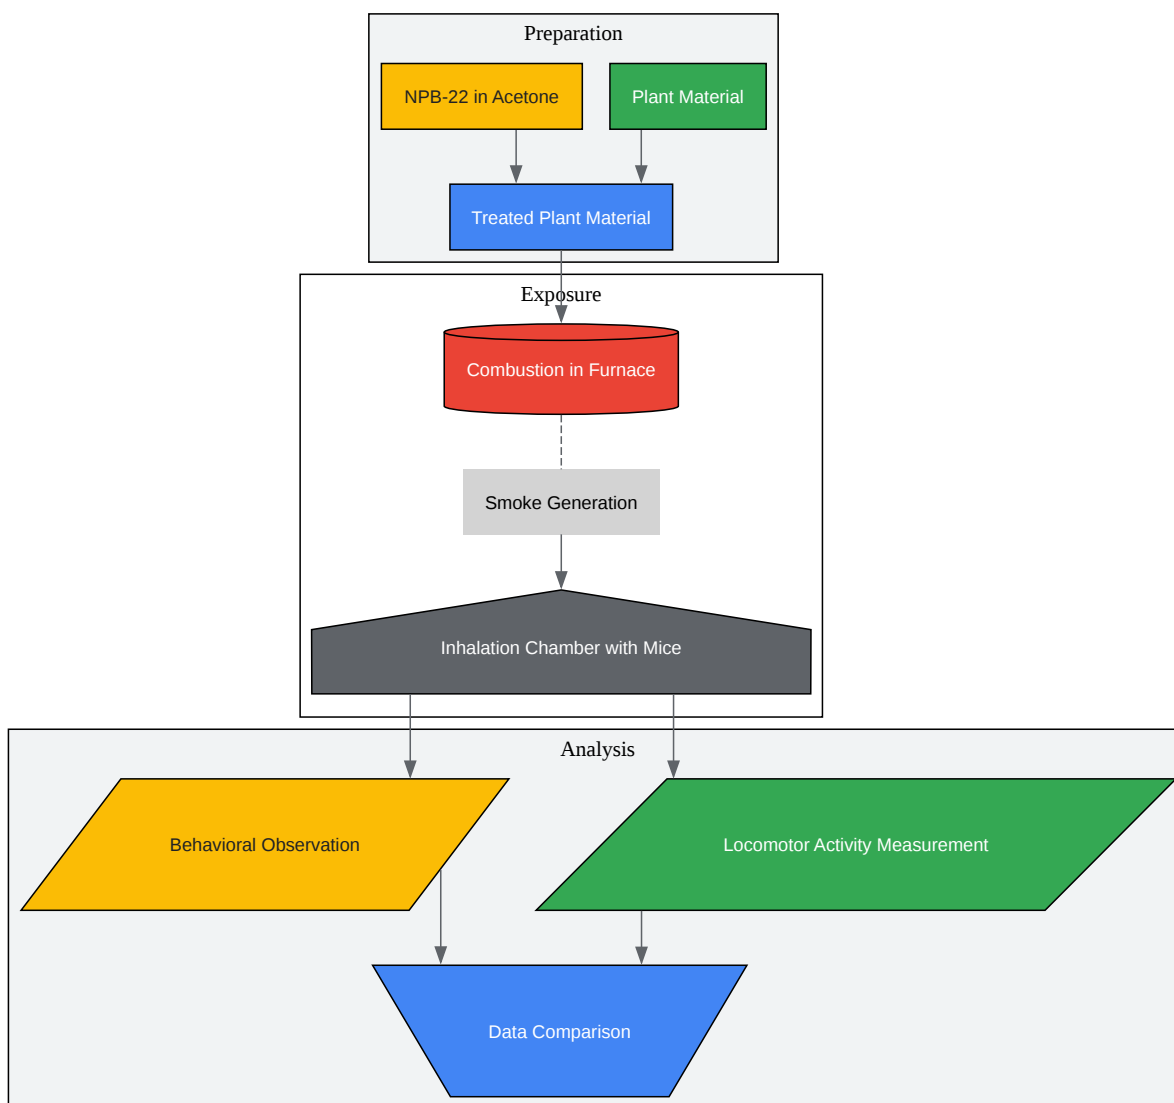 Preparation
NPB-22 in Acetone
Plant Material
Treated Plant Material
Exposure
Combustion in Furnace
Smoke Generation
Inhalation Chamber with Mice
Analysis
Behavioral Observation
Locomotor Activity Measurement
Data Comparison